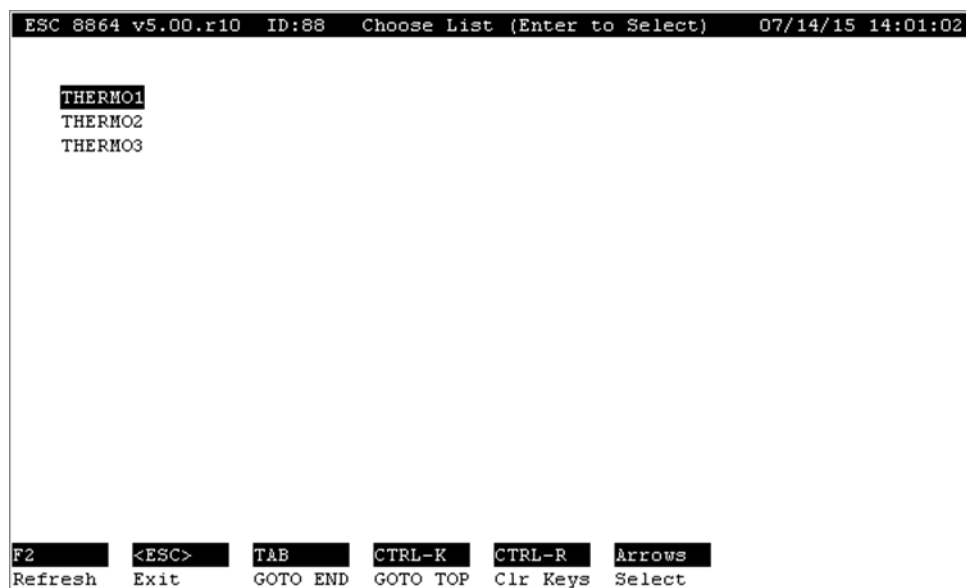 ESC 8864 v5.00.r10 ID:88 Choose List (Enter to Select) 07/14/15 14:01:02
THERMO1
THERMO2
THERMO3
F2 <ESC> TAB CTRL-K CTRL-R Arrows
Refresh Exit GOTO END GOTO TOP Clr Keys Select